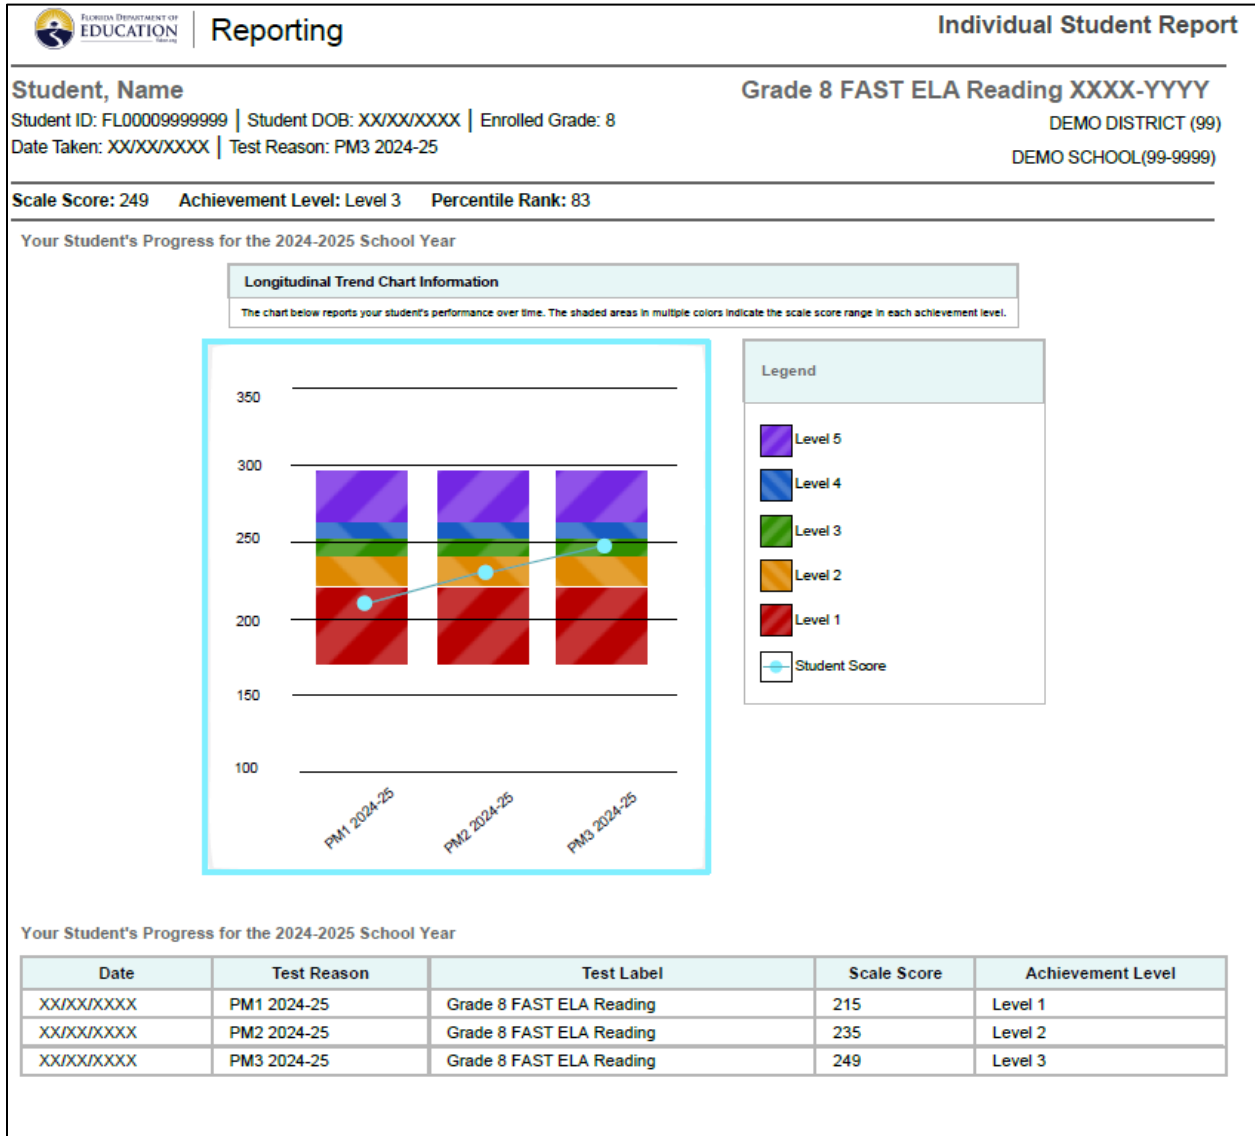 FLORIDA DEPARTMENT OF
EDUCATION
Reporting
Individual Student Report
Student, Name
Grade 8 FAST ELA Reading XXXX-YYYY
Student ID: FL00009999999 | Student DOB: XX/XX/XXXX | Enrolled Grade: 8
DEMO DISTRICT (99)
Date Taken: XX/XX/XXXX | Test Reason: PM3 2024-25
DEMO SCHOOL(99-9999)
Scale Score: 249 Achievement Level: Level 3 Percentile Rank: 83
Your Student's Progress for the 2024-2025 School Year
Longitudinal Trend Chart Information
The chart below reports your student's performance over time. The shaded areas in multiple colors indicate the scale score range in each achievement level.
350
300
250
200
150
100
PM1 2024-25
PM2 2024-25
PM3 2024-25
Legend
Level 5
Level 4
Level 3
Level 2
Level 1
Student Score
Your Student's Progress for the 2024-2025 School Year
Date Test Reason Test Label Scale Score Achievement Level
XX/XX/XXXX PM1 2024-25 Grade 8 FAST ELA Reading 215 Level 1
XX/XX/XXXX PM2 2024-25 Grade 8 FAST ELA Reading 235 Level 2
XX/XX/XXXX PM3 2024-25 Grade 8 FAST ELA Reading 249 Level 3